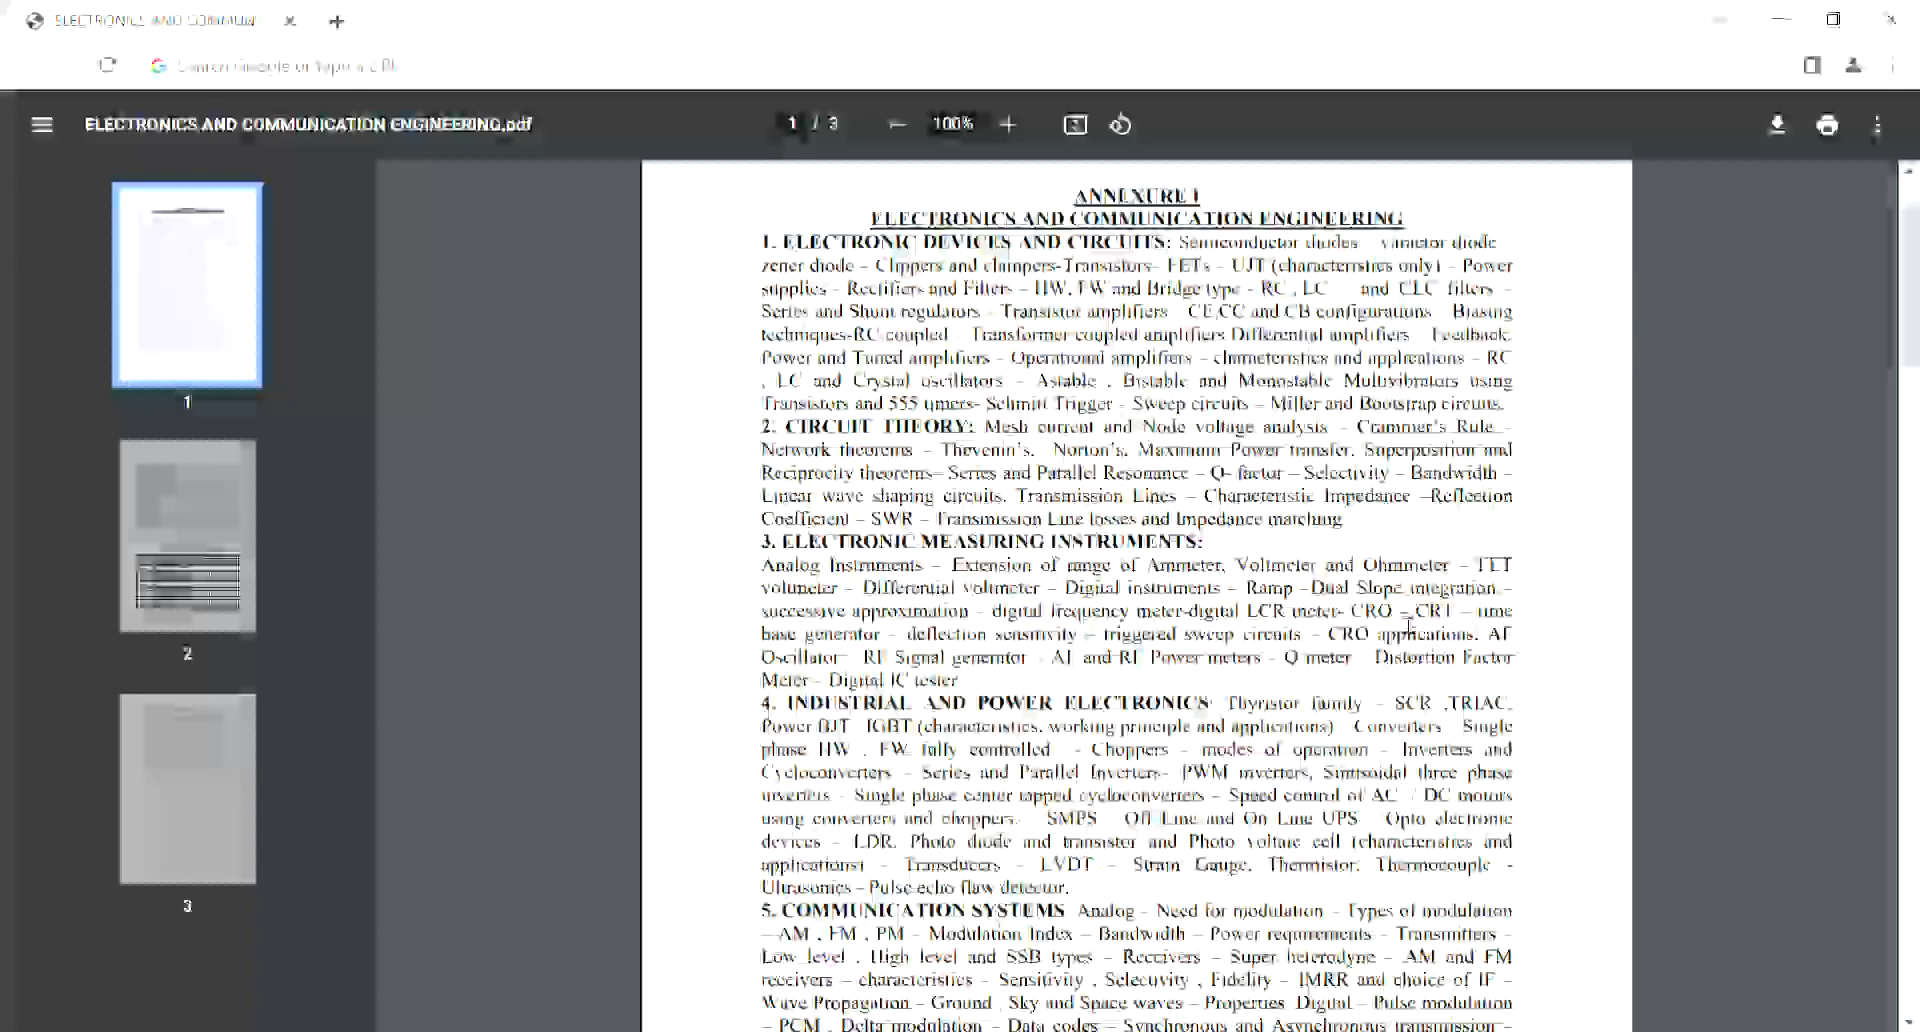 ELECTRONICS AND COMMUN
Search Google or type a URL
ELECTRONICS AND COMMUNICATION ENGINEERING.pdf
1 / 3
100%
1
2
3
ANNEXURE I
ELECTRONICS AND COMMUNICATION ENGINEERING
1. ELECTRONIC DEVICES AND CIRCUITS: Semiconductor diodes varactor diode
zener diode – Clippers and clampers-Transistors– FETs – UJT (characteristics only) – Power
supplies – Rectifiers and Filters – HW, FW and Bridge type - RC , LC and CLC filters –
Series and Shunt regulators – Transistor amplifiers CE,CC and CB configurations Biasing
techniques-RC coupled Transformer coupled amplifiers Differential amplifiers Feedback,
Power and Tuned amplifiers – Operational amplifiers – characteristics and applications – RC
, LC and Crystal oscillators – Astable , Bistable and Monostable Multivibrators using
Transistors and 555 timers- Schmitt Trigger - Sweep circuits – Miller and Bootstrap circuits.
2. CIRCUIT THEORY: Mesh current and Node voltage analysis – Crammer's Rule –
Network theorems – Thevenin's, Norton's, Maximum Power transfer, Superposition and
Reciprocity theorems– Series and Parallel Resonance – Q- factor – Selectivity – Bandwidth –
Linear wave shaping circuits. Transmission Lines – Characteristic Impedance –Reflection
Coefficient – SWR – Transmission Line losses and Impedance matching
3. ELECTRONIC MEASURING INSTRUMENTS:
Analog Instruments – Extension of range of Ammeter, Voltmeter and Ohmmeter –
voltmeter – Differential voltmeter – Digital instruments – Ramp –Dual Slope integration –
successive approximation – digital frequency meter-digital LCR meter- CRO – CRT – time
base generator – deflection sensitivity – triggered sweep circuits – CRO applications. AF
Oscillator RF Signal generator - AF and RF Power meters - Q meter Distortion Factor
Meter – Digital IC tester
4. INDUSTRIAL AND POWER ELECTRONICS: Thyristor family – SCR ,TRIAC,
Power BJT IGBT (characteristics, working principle and applications) Converters Single
phase HW , FW fully controlled - Choppers – modes of operation – Inverters and
Cycloconverters – Series and Parallel Inverters- PWM inverters, Sinusoidal three phase
inverters – Single phase center tapped cycloconverters – Speed control of AC / DC motors
using converters and choppers. SMPS Off Line and On Line UPS Opto electronic
devices – LDR, Photo diode and transistor and Photo voltaic cell (characteristics and
applications) – Transducers – LVDT – Strain Gauge, Thermistor, Thermocouple -
Ultrasonics – Pulse echo flaw detector.
5. COMMUNICATION SYSTEMS Analog – Need for modulation – Types of modulation
– AM , FM , PM – Modulation Index – Bandwidth – Power requirements – Transmitters –
Low level , High level and SSB types – Receivers – Super heterodyne – AM and FM
receivers – characteristics – Sensitivity , Selectivity , Fidelity – IMRR and choice of IF –
Wave Propagation – Ground , Sky and Space waves – Properties Digital – Pulse modulation
– PCM , Delta modulation – Data codes – Synchronous and Asynchronous transmission –